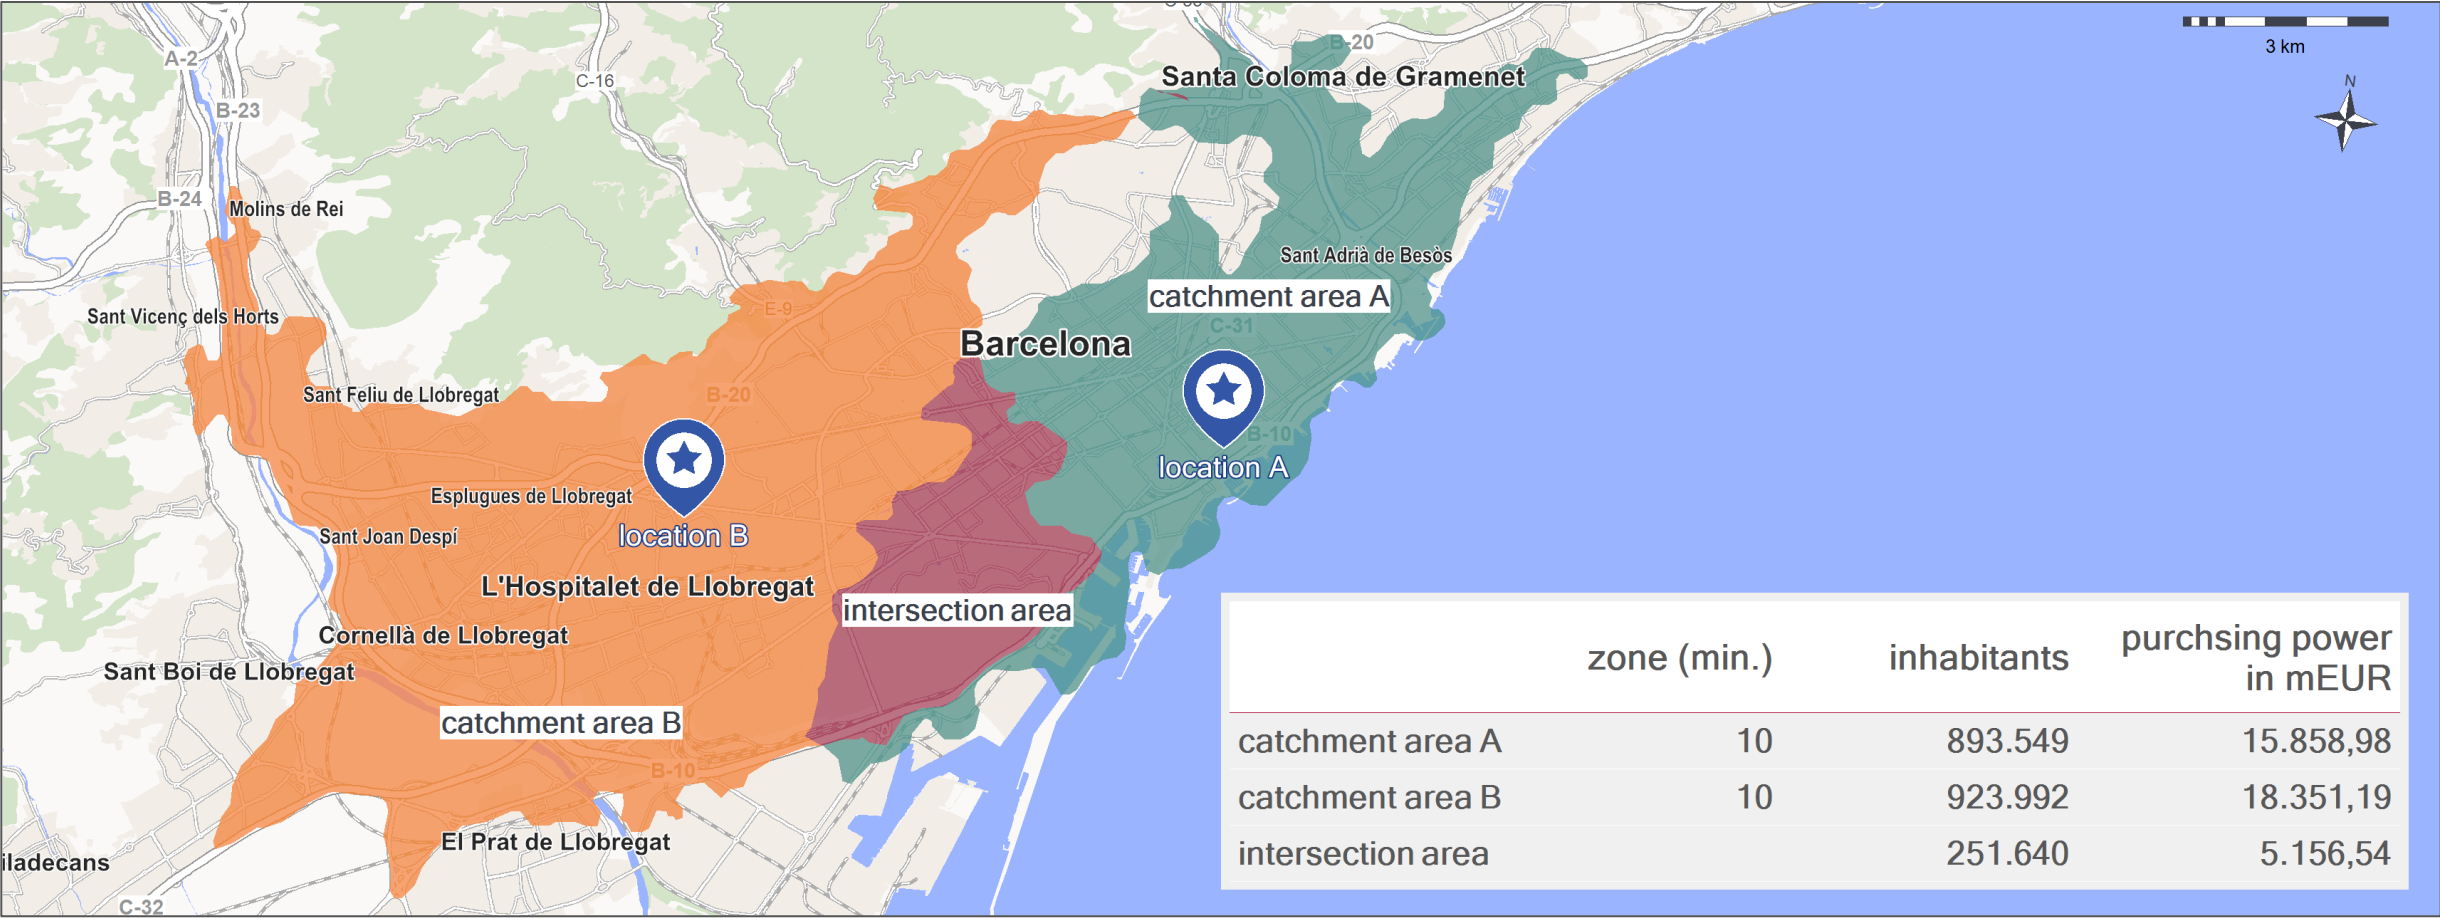 C-58
A-2
B-20
3 km
Santa Coloma de Gramenet
C-16
N
B-23
B-24
Molins de Rei
Sant Adrià de Besòs
catchment area A
E-9
Sant Vicenç dels Horts
C-31
Barcelona
Sant Feliu de Llobregat
B-20
B-10
location A
Esplugues de Llobregat
location B
Sant Joan Despí
L'Hospitalet de Llobregat
intersection area
Cornellà de Llobregat
Sant Boi de Llobregat
catchment area B
B-10
El Prat de Llobregat
iladecans
C-32
zone (min.) inhabitants purchsing power
in mEUR
catchment area A 10 893.549 15.858,98
catchment area B 10 923.992 18.351,19
intersection area 251.640 5.156,54